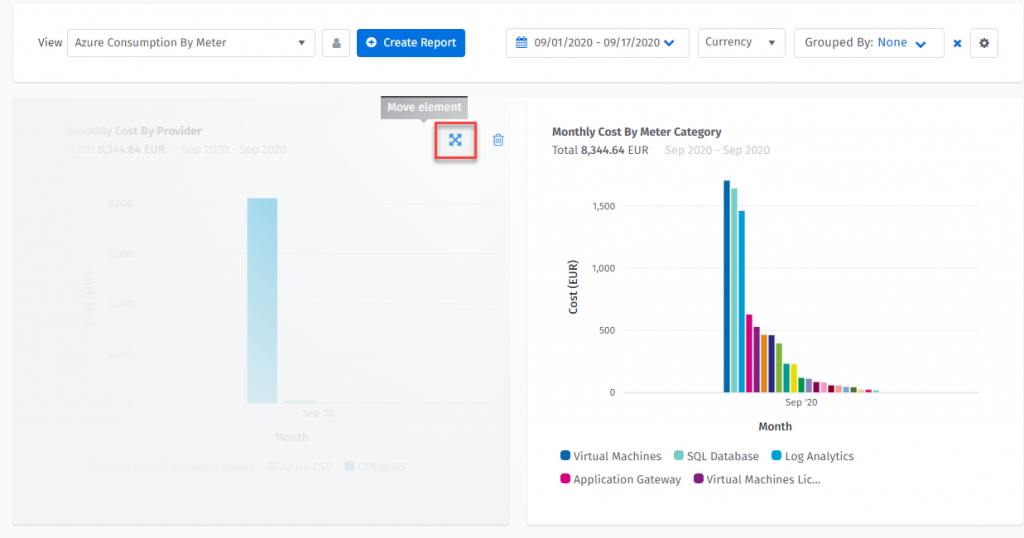 View Azure Consumption By Meter Create Report 09/01/2020 - 09/17/2020 Currency Grouped By: None
Move element
Monthly Cost By Provider
Total 8,344.64 EUR Sep 2020 - Sep 2020
8,000
6,000
4,000
2,000
0
Cost (EUR)
Sep '20
Month
Azure CSP Office365
Monthly Cost By Meter Category
Total 8,344.64 EUR Sep 2020 - Sep 2020
1,500
1,000
500
0
Cost (EUR)
Sep '20
Month
Virtual Machines SQL Database Log Analytics
Application Gateway Virtual Machines Lic...